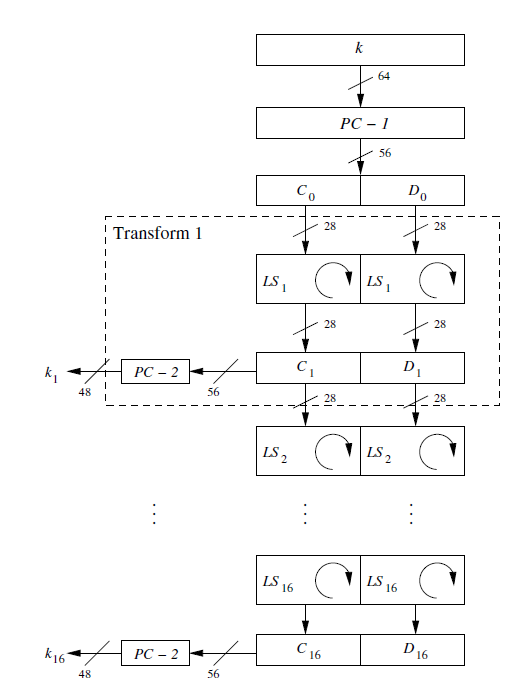 k
64
PC – 1
56
C0 D0
28 28
Transform 1
LS1 LS1
28 28
k1 PC – 2 C1 D1
48 56
28 28
LS2 LS2
⋮ ⋮ ⋮
LS16 LS16
k16 PC – 2 C16 D16
48 56